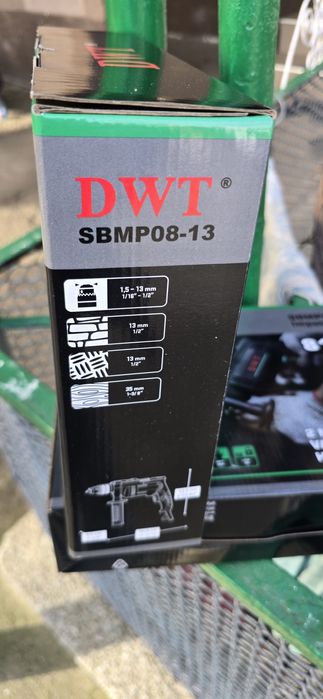 DWT®
SBMP08-13
1,5 – 13 mm
1/16" – 1/2"
13 mm
1/2"
13 mm
1/2"
35 mm
1-3/8"
DWT